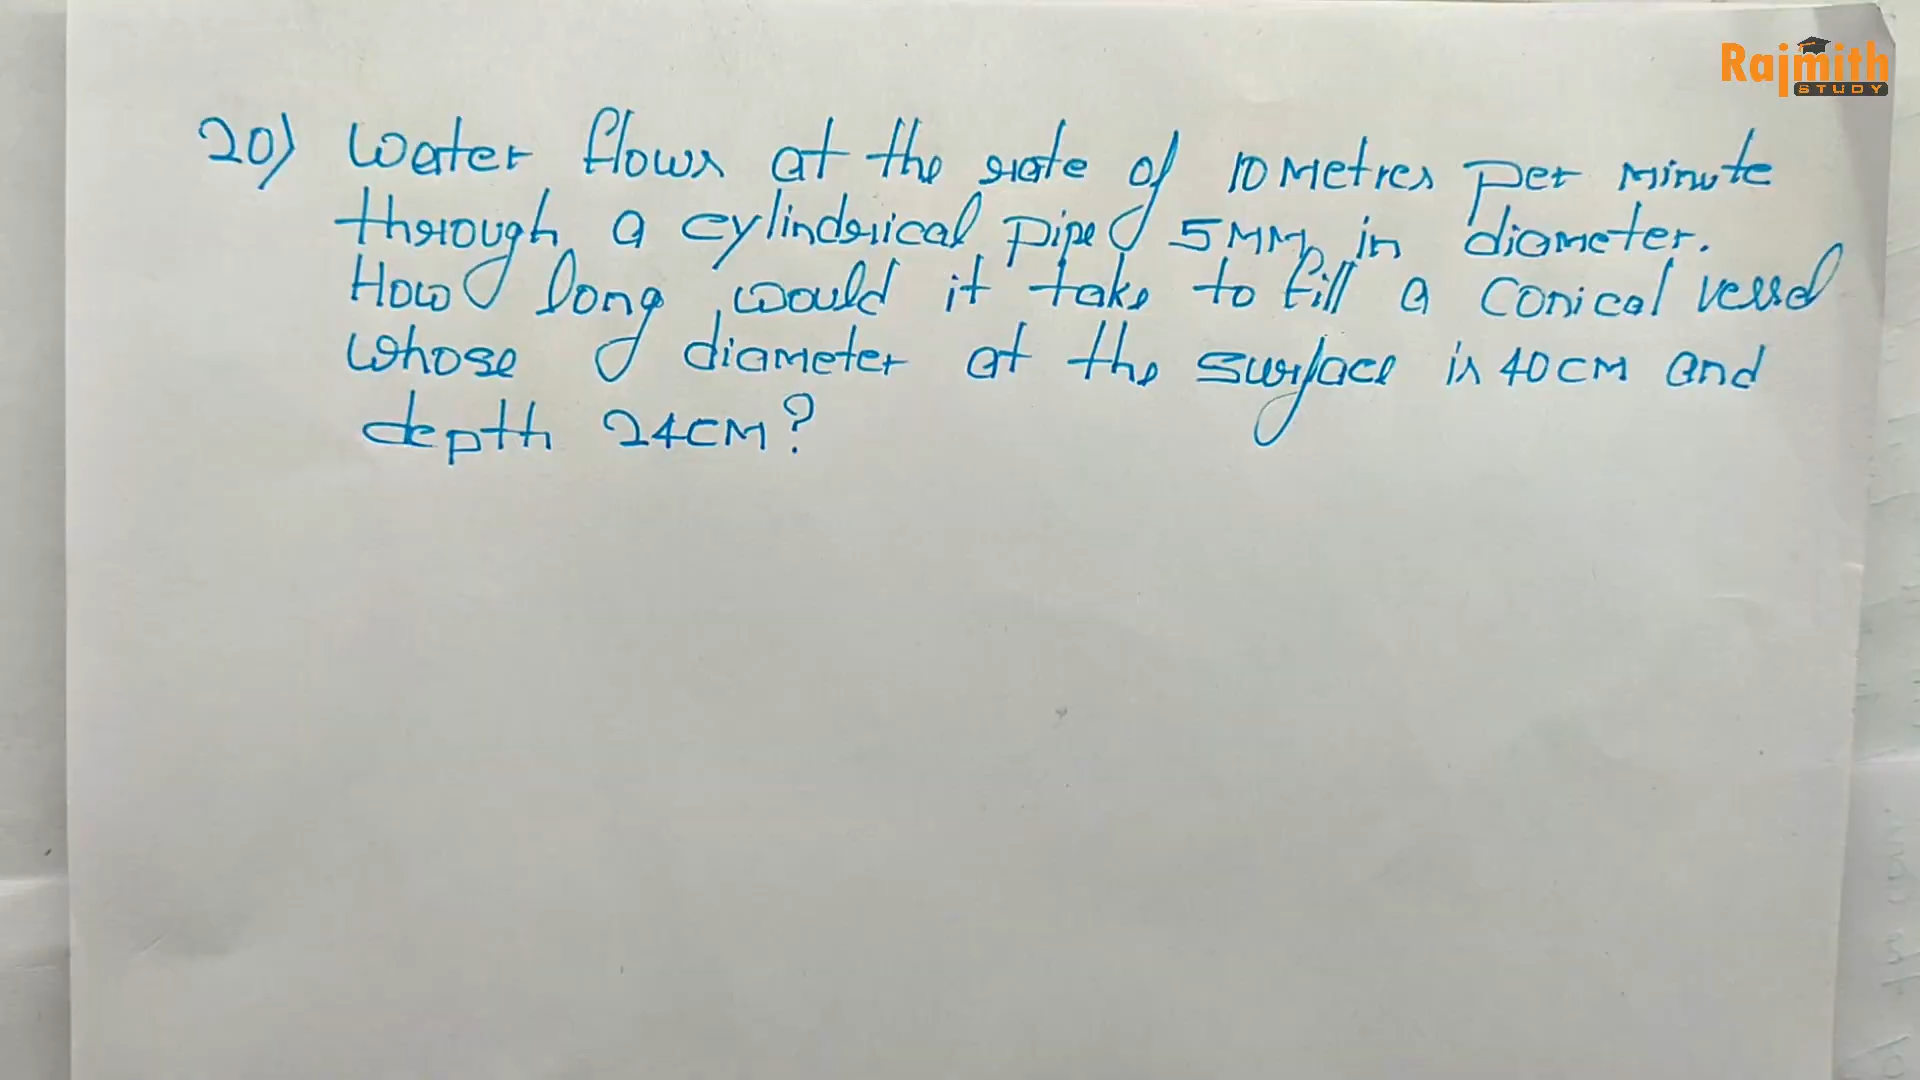 Rajmith
STUDY
20) Water flows at the rate of 10 Metres per minute
through a cylindrical pipe 5MM in diameter.
How long would it take to fill a conical vessel
whose diameter at the surface is 40CM and
depth 24CM?